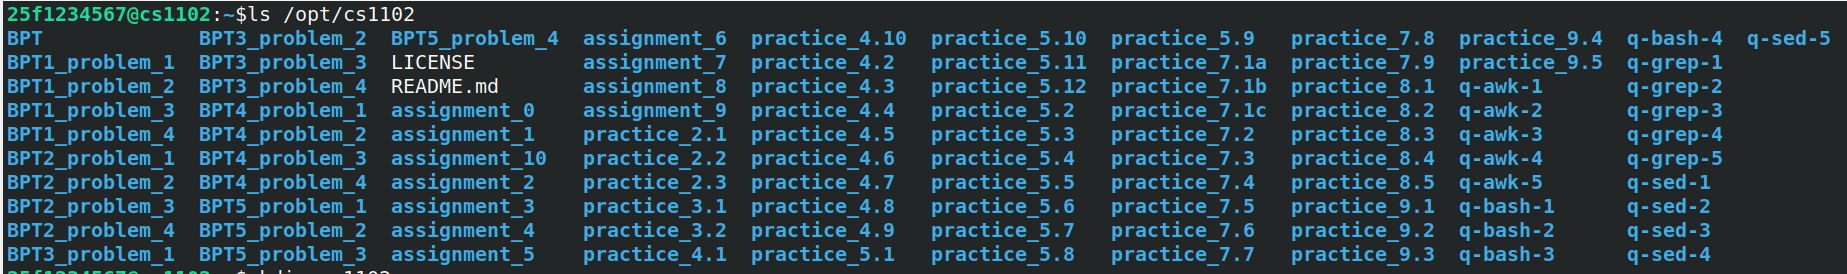 25f1234567@cs1102:~$ls /opt/cs1102
BPT BPT3_problem_2 BPT5_problem_4 assignment_6 practice_4.10 practice_5.10 practice_5.9 practice_7.8 practice_9.4 q-bash-4 q-sed-5
BPT1_problem_1 BPT3_problem_3 LICENSE assignment_7 practice_4.2 practice_5.11 practice_7.1a practice_7.9 practice_9.5 q-grep-1
BPT1_problem_2 BPT3_problem_4 README.md assignment_8 practice_4.3 practice_5.12 practice_7.1b practice_8.1 q-awk-1 q-grep-2
BPT1_problem_3 BPT4_problem_1 assignment_0 assignment_9 practice_4.4 practice_5.2 practice_7.1c practice_8.2 q-awk-2 q-grep-3
BPT1_problem_4 BPT4_problem_2 assignment_1 practice_2.1 practice_4.5 practice_5.3 practice_7.2 practice_8.3 q-awk-3 q-grep-4
BPT2_problem_1 BPT4_problem_3 assignment_10 practice_2.2 practice_4.6 practice_5.4 practice_7.3 practice_8.4 q-awk-4 q-grep-5
BPT2_problem_2 BPT4_problem_4 assignment_2 practice_2.3 practice_4.7 practice_5.5 practice_7.4 practice_8.5 q-awk-5 q-sed-1
BPT2_problem_3 BPT5_problem_1 assignment_3 practice_3.1 practice_4.8 practice_5.6 practice_7.5 practice_9.1 q-bash-1 q-sed-2
BPT2_problem_4 BPT5_problem_2 assignment_4 practice_3.2 practice_4.9 practice_5.7 practice_7.6 practice_9.2 q-bash-2 q-sed-3
BPT3_problem_1 BPT5_problem_3 assignment_5 practice_4.1 practice_5.1 practice_5.8 practice_7.7 practice_9.3 q-bash-3 q-sed-4